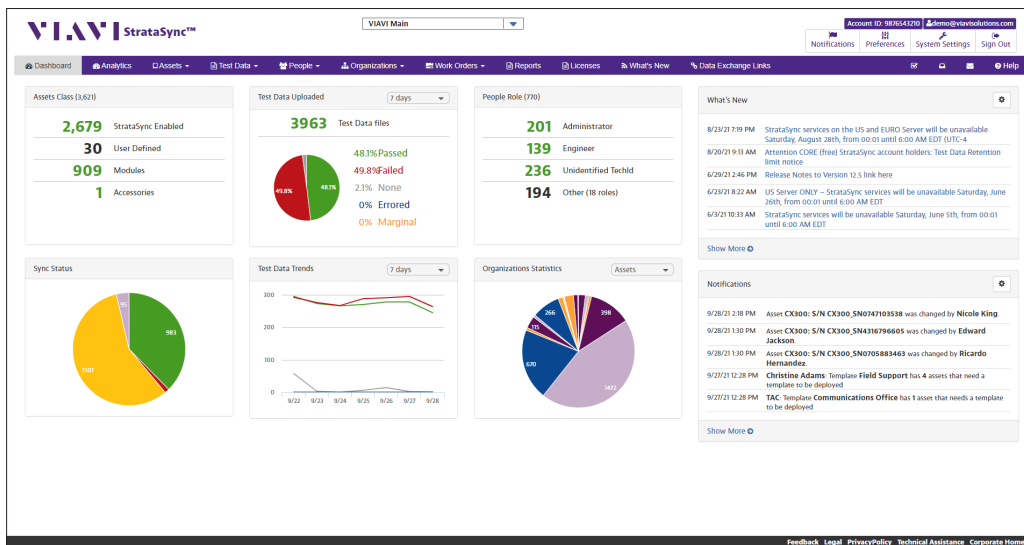 VIAVI StrataSync™
VIAVI Main
Account ID: 9876543210 demo@viavisolutions.com
Notifications Preferences System Settings Sign Out
Dashboard Analytics Assets Test Data People Organizations Work Orders Reports Licenses What's New Data Exchange Links Help
Assets Class (3,621)
2,679 StrataSync Enabled
30 User Defined
909 Modules
1 Accessories
Test Data Uploaded 7 days
3963 Test Data files
48.1% Passed
49.8% Failed
2.1% None
0% Errored
0% Marginal
49.8% 48.1%
People Role (770)
201 Administrator
139 Engineer
236 Unidentified TechId
194 Other (18 roles)
What's New
8/23/21 7:19 PM StrataSync services on the US and EURO Server will be unavailable
Saturday, August 28th, from 00:01 until 6:00 AM EDT (UTC-4
8/20/21 9:13 AM Attention CORE (free) StrataSync account holders: Test Data Retention
limit notice
6/29/21 2:46 PM Release Notes to Version 12.5 link here
6/23/21 8:22 AM US Server ONLY – StrataSync services will be unavailable Saturday, June
26th, from 00:01 until 6:00 AM EDT
6/3/21 10:33 AM StrataSync services will be unavailable Saturday, June 5th, from 00:01
until 6:00 AM EDT
Show More
Sync Status
95
983
1501
Test Data Trends 7 days
300
200
100
0
9/22 9/23 9/24 9/25 9/26 9/27 9/28
Organizations Statistics Assets
266
398
115
670
1472
Notifications
9/28/21 2:18 PM Asset CX300: S/N CX300_SN0747103538 was changed by Nicole King.
9/28/21 1:30 PM Asset CX300: S/N CX300_SN4316796605 was changed by Edward
Jackson.
9/28/21 1:30 PM Asset CX300: S/N CX300_SN0705883463 was changed by Ricardo
Hernandez.
9/27/21 12:28 PM Christine Adams: Template Field Support has 4 assets that need a
template to be deployed
9/27/21 12:28 PM TAC: Template Communications Office has 1 asset that needs a template
to be deployed
Show More
Feedback Legal PrivacyPolicy Technical Assistance Corporate Home